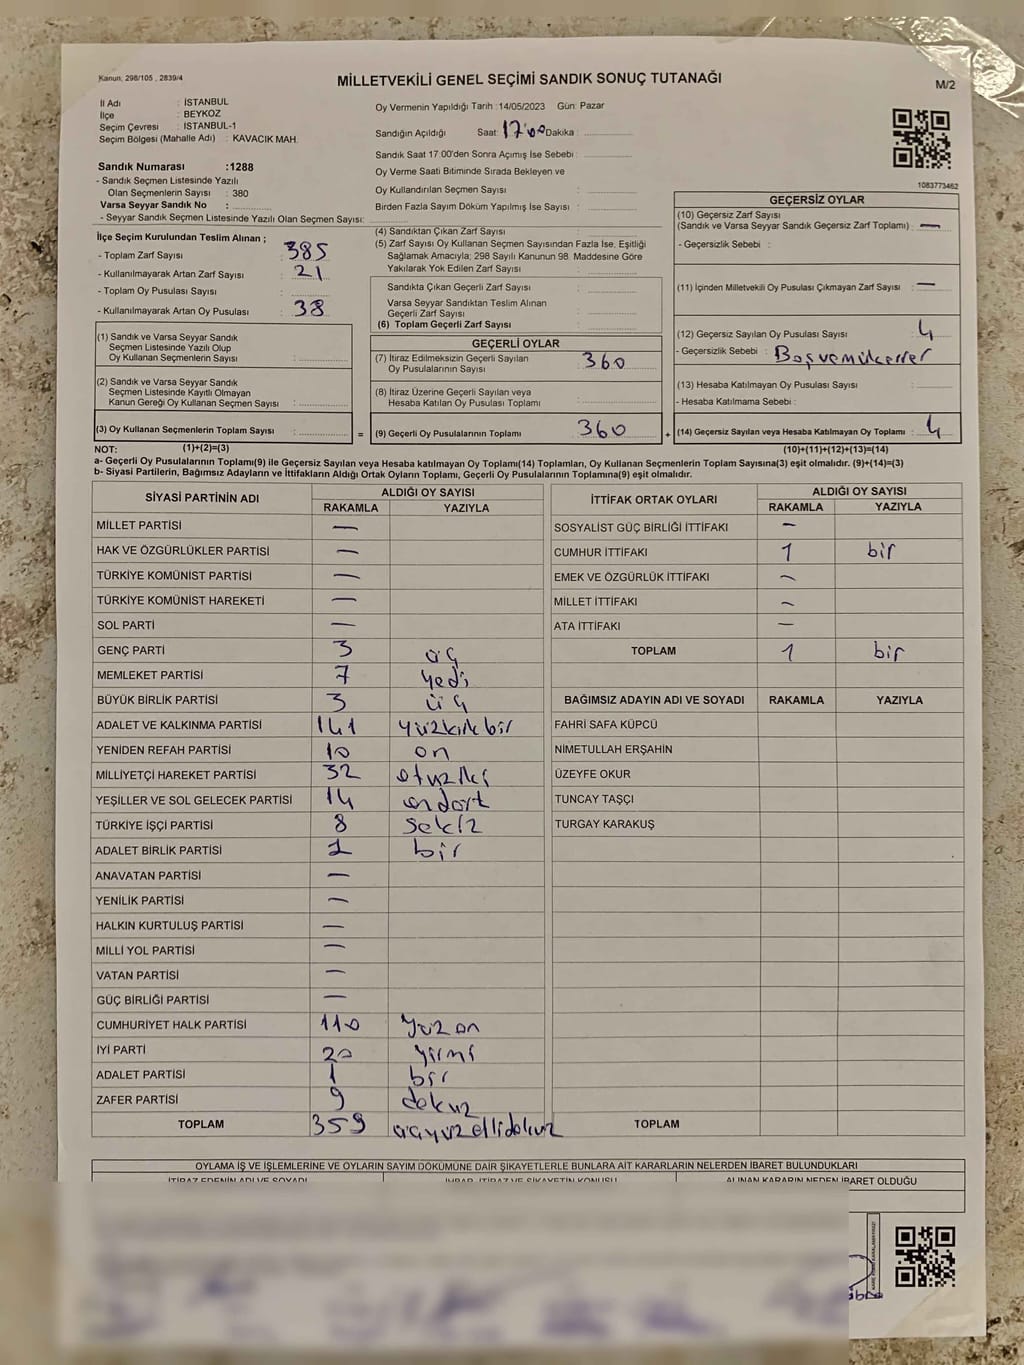 Kanun, 298/105 , 2839/4
MİLLETVEKİLİ GENEL SEÇİMİ SANDIK SONUÇ TUTANAĞI
M/2
İl Adı : İSTANBUL
İlçe : BEYKOZ
Seçim Çevresi : İSTANBUL-1
Seçim Bölgesi (Mahalle Adı) : KAVACIK MAH.
Sandık Numarası :1288
- Sandık Seçmen Listesinde Yazılı
Olan Seçmenlerin Sayısı : 380
Varsa Seyyar Sandık No :
- Seyyar Sandık Seçmen Listesinde Yazılı Olan Seçmen Sayısı:
Oy Vermenin Yapıldığı Tarih :14/05/2023 Gün: Pazar
Sandığın Açıldığı Saat: 17:00 Dakika :
Sandık Saat 17.00'den Sonra Açımış İse Sebebi :
Oy Verme Saati Bitiminde Sırada Bekleyen ve
Oy Kullandırılan Seçmen Sayısı :
Birden Fazla Sayım Döküm Yapılmış İse Sayısı :
1083773462
İlçe Seçim Kurulundan Teslim Alınan ;
- Toplam Zarf Sayısı : 385
- Kullanılmayarak Artan Zarf Sayısı : 21
- Toplam Oy Pusulası Sayısı :
- Kullanılmayarak Artan Oy Pusulası : 38
(1) Sandık ve Varsa Seyyar Sandık
Seçmen Listesinde Yazılı Olup
Oy Kullanan Seçmenlerin Sayısı :
(2) Sandık ve Varsa Seyyar Sandık
Seçmen Listesinde Kayıtlı Olmayan
Kanun Gereği Oy Kullanan Seçmen Sayısı :
(3) Oy Kullanan Seçmenlerin Toplam Sayısı :
(4) Sandıktan Çıkan Zarf Sayısı :
(5) Zarf Sayısı Oy Kullanan Seçmen Sayısından Fazla İse, Eşitliği
Sağlamak Amacıyla; 298 Sayılı Kanunun 98. Maddesine Göre
Yakılarak Yok Edilen Zarf Sayısı :
Sandıkta Çıkan Geçerli Zarf Sayısı :
Varsa Seyyar Sandıktan Teslim Alınan
Geçerli Zarf Sayısı :
(6) Toplam Geçerli Zarf Sayısı :
GEÇERLİ OYLAR
(7) İtiraz Edilmeksizin Geçerli Sayılan
Oy Pusulalarının Sayısı : 360
(8) İtiraz Üzerine Geçerli Sayılan veya
Hesaba Katılan Oy Pusulası Toplamı :
= (9) Geçerli Oy Pusulalarının Toplamı : 360
GEÇERSİZ OYLAR
(10) Geçersiz Zarf Sayısı
(Sandık ve Varsa Seyyar Sandık Geçersiz Zarf Toplamı) : —
- Geçersizlik Sebebi :
(11) İçinden Milletvekili Oy Pusulası Çıkmayan Zarf Sayısı : —
(12) Geçersiz Sayılan Oy Pusulası Sayısı : 4
- Geçersizlik Sebebi : Boş ve mükerrer
(13) Hesaba Katılmayan Oy Pusulası Sayısı :
- Hesaba Katılmama Sebebi :
+ (14) Geçersiz Sayılan veya Hesaba Katılmayan Oy Toplamı : 4
NOT: (1)+(2)=(3)
(10)+(11)+(12)+(13)=(14)
a- Geçerli Oy Pusulalarının Toplamı(9) ile Geçersiz Sayılan veya Hesaba katılmayan Oy Toplamı(14) Toplamları, Oy Kullanan Seçmenlerin Toplam Sayısına(3) eşit olmalıdır. (9)+(14)=(3)
b- Siyasi Partilerin, Bağımsız Adayların ve İttifakların Aldığı Ortak Oyların Toplamı, Geçerli Oy Pusulalarının Toplamına(9) eşit olmalıdır.
SİYASİ PARTİNİN ADI ALDIĞI OY SAYISI
RAKAMLA YAZIYLA
MİLLET PARTİSİ —
HAK VE ÖZGÜRLÜKLER PARTİSİ —
TÜRKİYE KOMÜNİST PARTİSİ —
TÜRKİYE KOMÜNİST HAREKETİ —
SOL PARTİ —
GENÇ PARTİ 3 üç
MEMLEKET PARTİSİ 7 yedi
BÜYÜK BİRLİK PARTİSİ 3 üç
ADALET VE KALKINMA PARTİSİ 141 yüzkırkbir
YENİDEN REFAH PARTİSİ 10 on
MİLLİYETÇİ HAREKET PARTİSİ 32 otuziki
YEŞİLLER VE SOL GELECEK PARTİSİ 14 ondört
TÜRKİYE İŞÇİ PARTİSİ 8 sekiz
ADALET BİRLİK PARTİSİ 1 bir
ANAVATAN PARTİSİ —
YENİLİK PARTİSİ —
HALKIN KURTULUŞ PARTİSİ —
MİLLİ YOL PARTİSİ —
VATAN PARTİSİ —
GÜÇ BİRLİĞİ PARTİSİ —
CUMHURİYET HALK PARTİSİ 110 yüz on
İYİ PARTİ 20 yirmi
ADALET PARTİSİ 1 bir
ZAFER PARTİSİ 9 dokuz
TOPLAM 359 üçyüzellidokuz
İTTİFAK ORTAK OYLARI ALDIĞI OY SAYISI
RAKAMLA YAZIYLA
SOSYALİST GÜÇ BİRLİĞİ İTTİFAKI —
CUMHUR İTTİFAKI 1 bir
EMEK VE ÖZGÜRLÜK İTTİFAKI —
MİLLET İTTİFAKI —
ATA İTTİFAKI —
TOPLAM 1 bir
BAĞIMSIZ ADAYIN ADI VE SOYADI RAKAMLA YAZIYLA
FAHRİ SAFA KÜPCÜ
NİMETULLAH ERŞAHİN
ÜZEYFE OKUR
TUNCAY TAŞÇI
TURGAY KARAKUŞ
TOPLAM
OYLAMA İŞ VE İŞLEMLERİNE VE OYLARIN SAYIM DÖKÜMÜNE DAİR ŞİKAYETLERLE BUNLARA AİT KARARLARIN NELERDEN İBARET BULUNDUKLARI
İTİRAZ EDENİN ADI VE SOYADI
ALINAN KARARIN NEDEN İBARET OLDUĞU